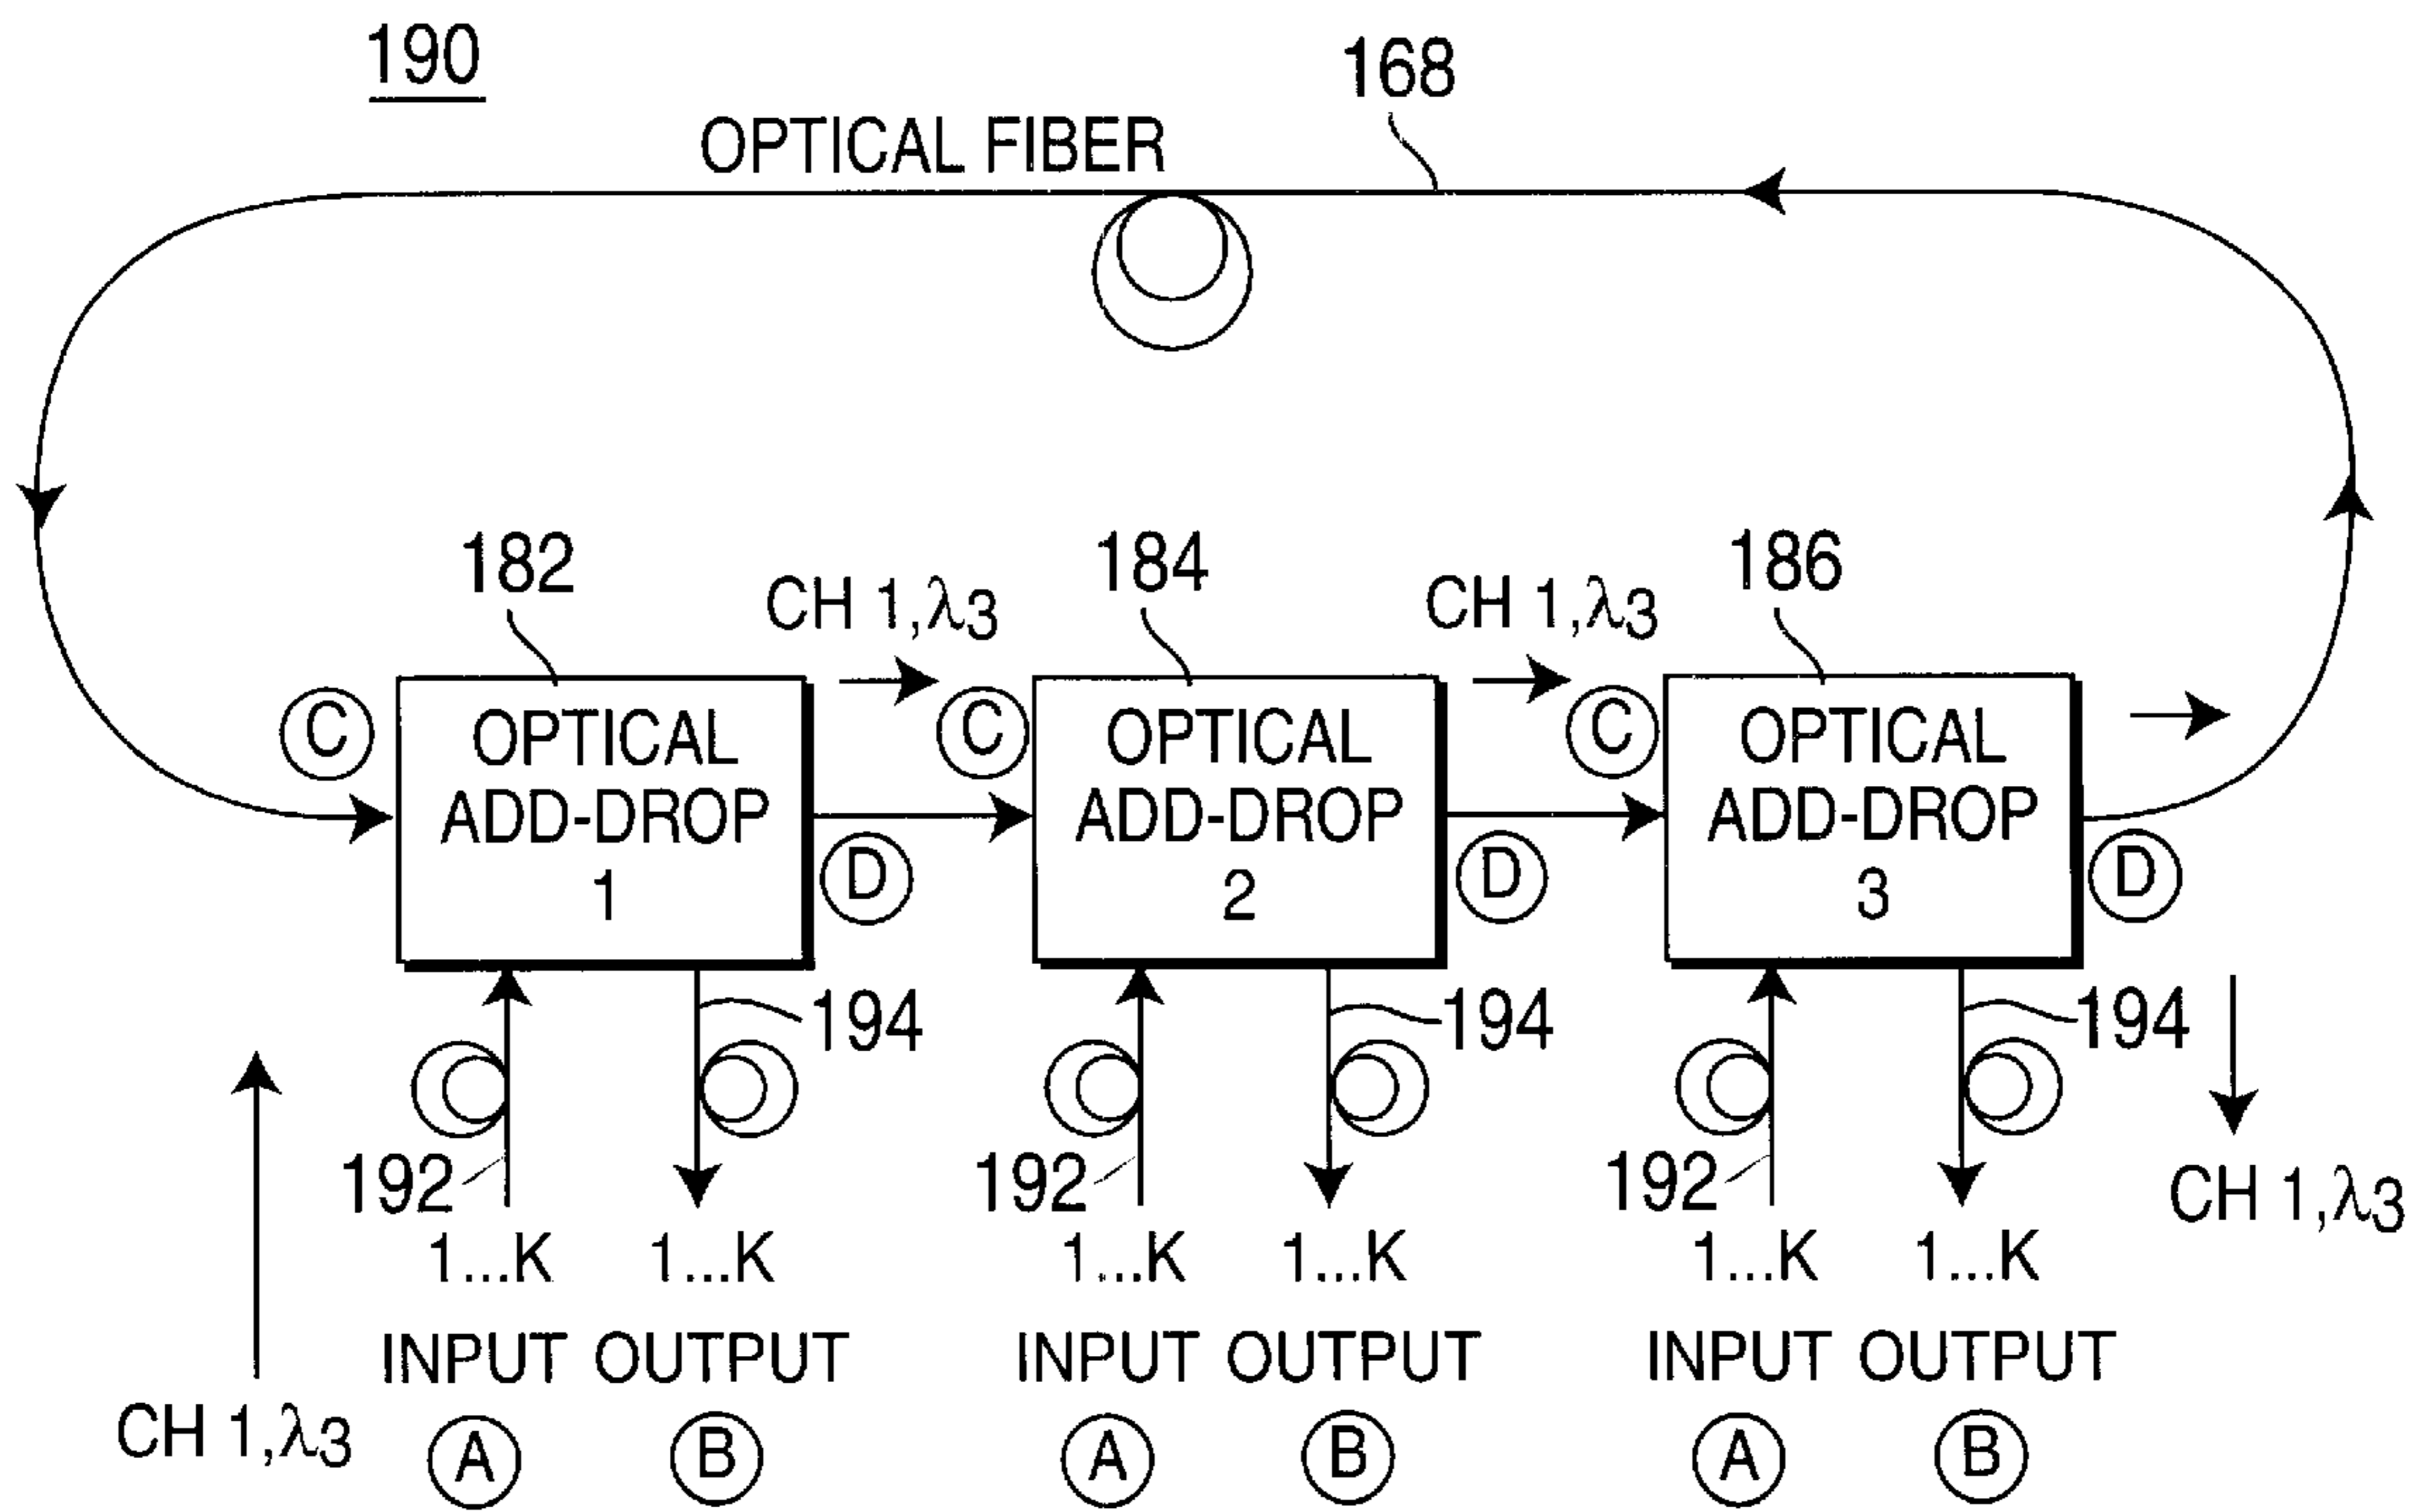 190
168
OPTICAL FIBER
182
184
186
CH 1,λ3
CH 1,λ3
C
C
C
OPTICAL
ADD-DROP
1
OPTICAL
ADD-DROP
2
OPTICAL
ADD-DROP
3
D
D
D
194
194
194
192
192
192
CH 1,λ3
1...K
1...K
1...K
1...K
1...K
1...K
INPUT OUTPUT
INPUT OUTPUT
INPUT OUTPUT
CH 1,λ3
A
B
A
B
A
B